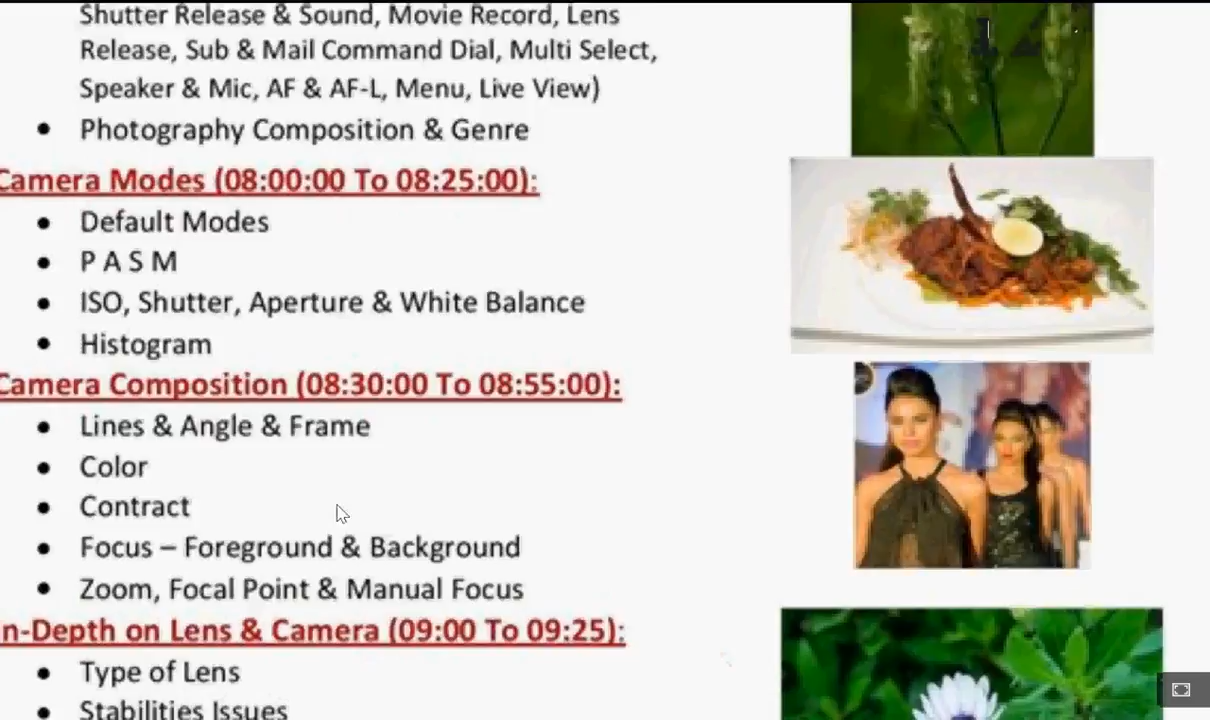 Shutter Release & Sound, Movie Record, Lens
Release, Sub & Mail Command Dial, Multi Select,
Speaker & Mic, AF & AF-L, Menu, Live View)
• Photography Composition & Genre
Camera Modes (08:00:00 To 08:25:00):
• Default Modes
• P A S M
• ISO, Shutter, Aperture & White Balance
• Histogram
Camera Composition (08:30:00 To 08:55:00):
• Lines & Angle & Frame
• Color
• Contract
• Focus – Foreground & Background
• Zoom, Focal Point & Manual Focus
n-Depth on Lens & Camera (09:00 To 09:25):
• Type of Lens
• Stabilities Issues